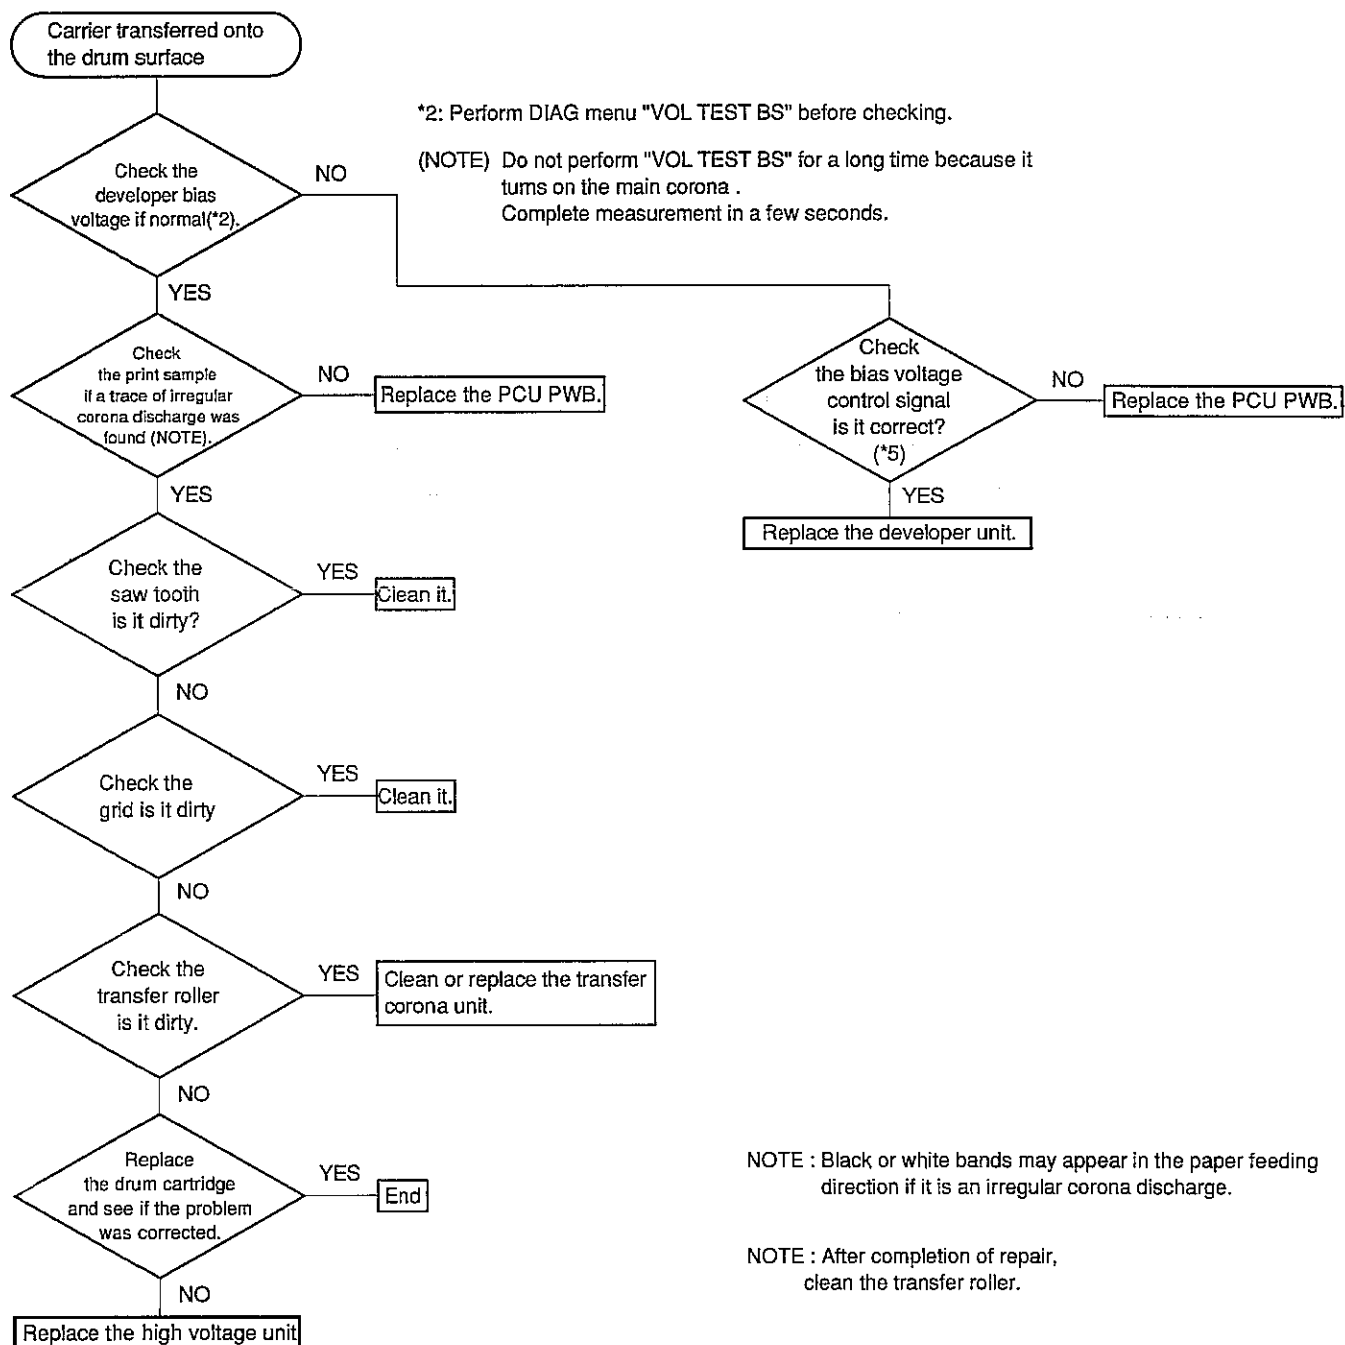 Carrier transferred onto
the drum surface
*2: Perform DIAG menu "VOL TEST BS" before checking.
(NOTE) Do not perform "VOL TEST BS" for a long time because it
turns on the main corona .
Complete measurement in a few seconds.
Check the
developer bias
voltage if normal(*2).
NO
YES
Check
the print sample
if a trace of irregular
corona discharge was
found (NOTE).
NO
Replace the PCU PWB.
Check
the bias voltage
control signal
is it correct?
(*5)
NO
Replace the PCU PWB.
YES
Replace the developer unit.
YES
Check the
saw tooth
is it dirty?
YES
Clean it.
NO
Check the
grid is it dirty
YES
Clean it.
NO
Check the
transfer roller
is it dirty.
YES
Clean or replace the transfer
corona unit.
NO
Replace
the drum cartridge
and see if the problem
was corrected.
YES
End
NO
Replace the high voltage unit
NOTE : Black or white bands may appear in the paper feeding
direction if it is an irregular corona discharge.
NOTE : After completion of repair,
clean the transfer roller.